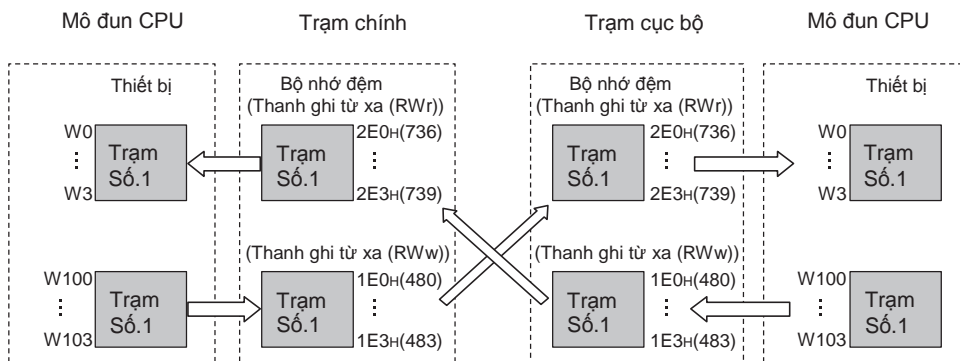 Mô đun CPU
Trạm chính
Trạm cục bộ
Mô đun CPU
Thiết bị
Bộ nhớ đệm
(Thanh ghi từ xa (RWr))
Bộ nhớ đệm
(Thanh ghi từ xa (RWr))
Thiết bị
W0
⋮
W3
Trạm
Số.1
Trạm
Số.1
2E0H(736)
⋮
2E3H(739)
Trạm
Số.1
2E0H(736)
⋮
2E3H(739)
W0
⋮
W3
Trạm
Số.1
(Thanh ghi từ xa (RWw))
(Thanh ghi từ xa (RWw))
W100
⋮
W103
Trạm
Số.1
Trạm
Số.1
1E0H(480)
⋮
1E3H(483)
Trạm
Số.1
1E0H(480)
⋮
1E3H(483)
W100
⋮
W103
Trạm
Số.1